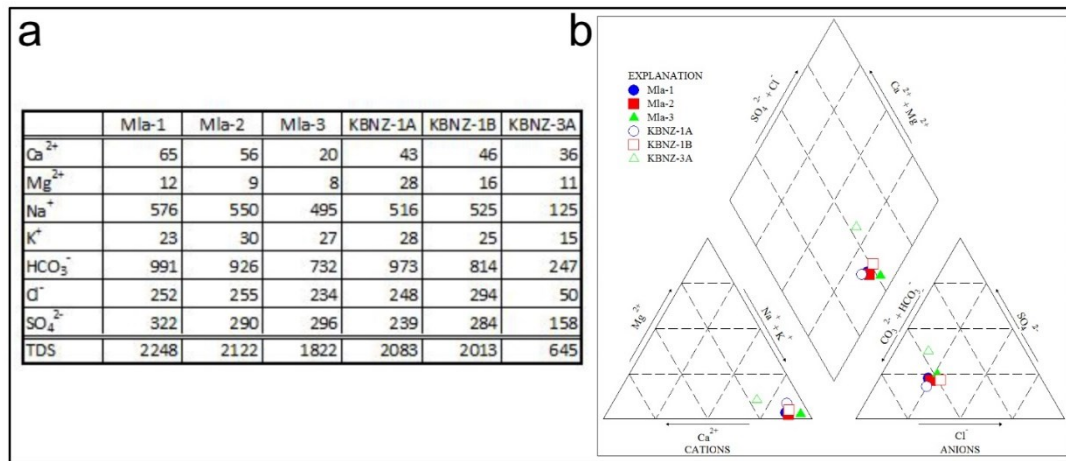 a
Mla-1 Mla-2 Mla-3 KBNZ-1A KBNZ-1B KBNZ-3A
Ca²⁺ 65 56 20 43 46 36
Mg²⁺ 12 9 8 28 16 11
Na⁺ 576 550 495 516 525 125
K⁺ 23 30 27 28 25 15
HCO₃⁻ 991 926 732 973 814 247
Cl⁻ 252 255 234 248 294 50
SO₄²⁻ 322 290 296 239 284 158
TDS 2248 2122 1822 2083 2013 645
b
EXPLANATION
Mla-1
Mla-2
Mla-3
KBNZ-1A
KBNZ-1B
KBNZ-3A
SO₄²⁻ + Cl⁻
Ca²⁺ + Mg²⁺
Mg²⁺
Na⁺ + K⁺
CO₃²⁻ + HCO₃⁻
SO₄²⁻
Ca²⁺
CATIONS
Cl⁻
ANIONS